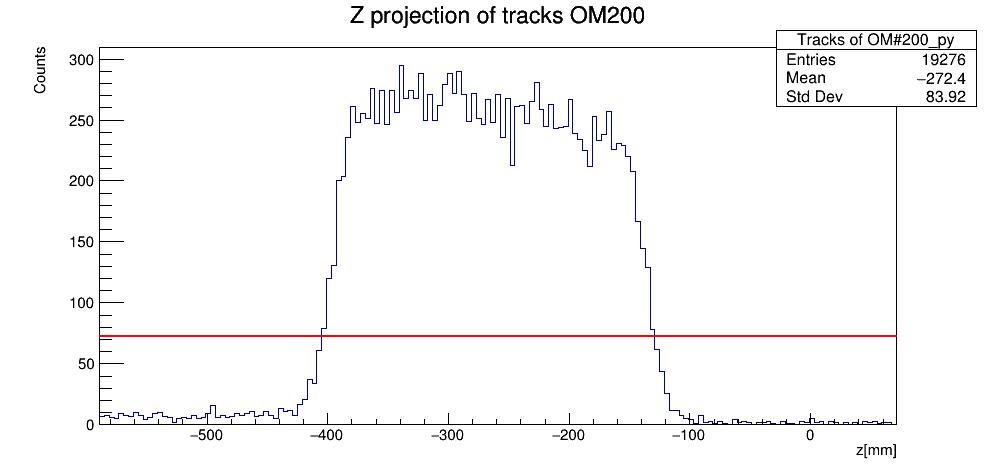 Z projection of tracks OM200
Tracks of OM#200_py
Entries 19276
Mean −272.4
Std Dev 83.92
Counts
300
250
200
150
100
50
0
−500 −400 −300 −200 −100 0
z[mm]